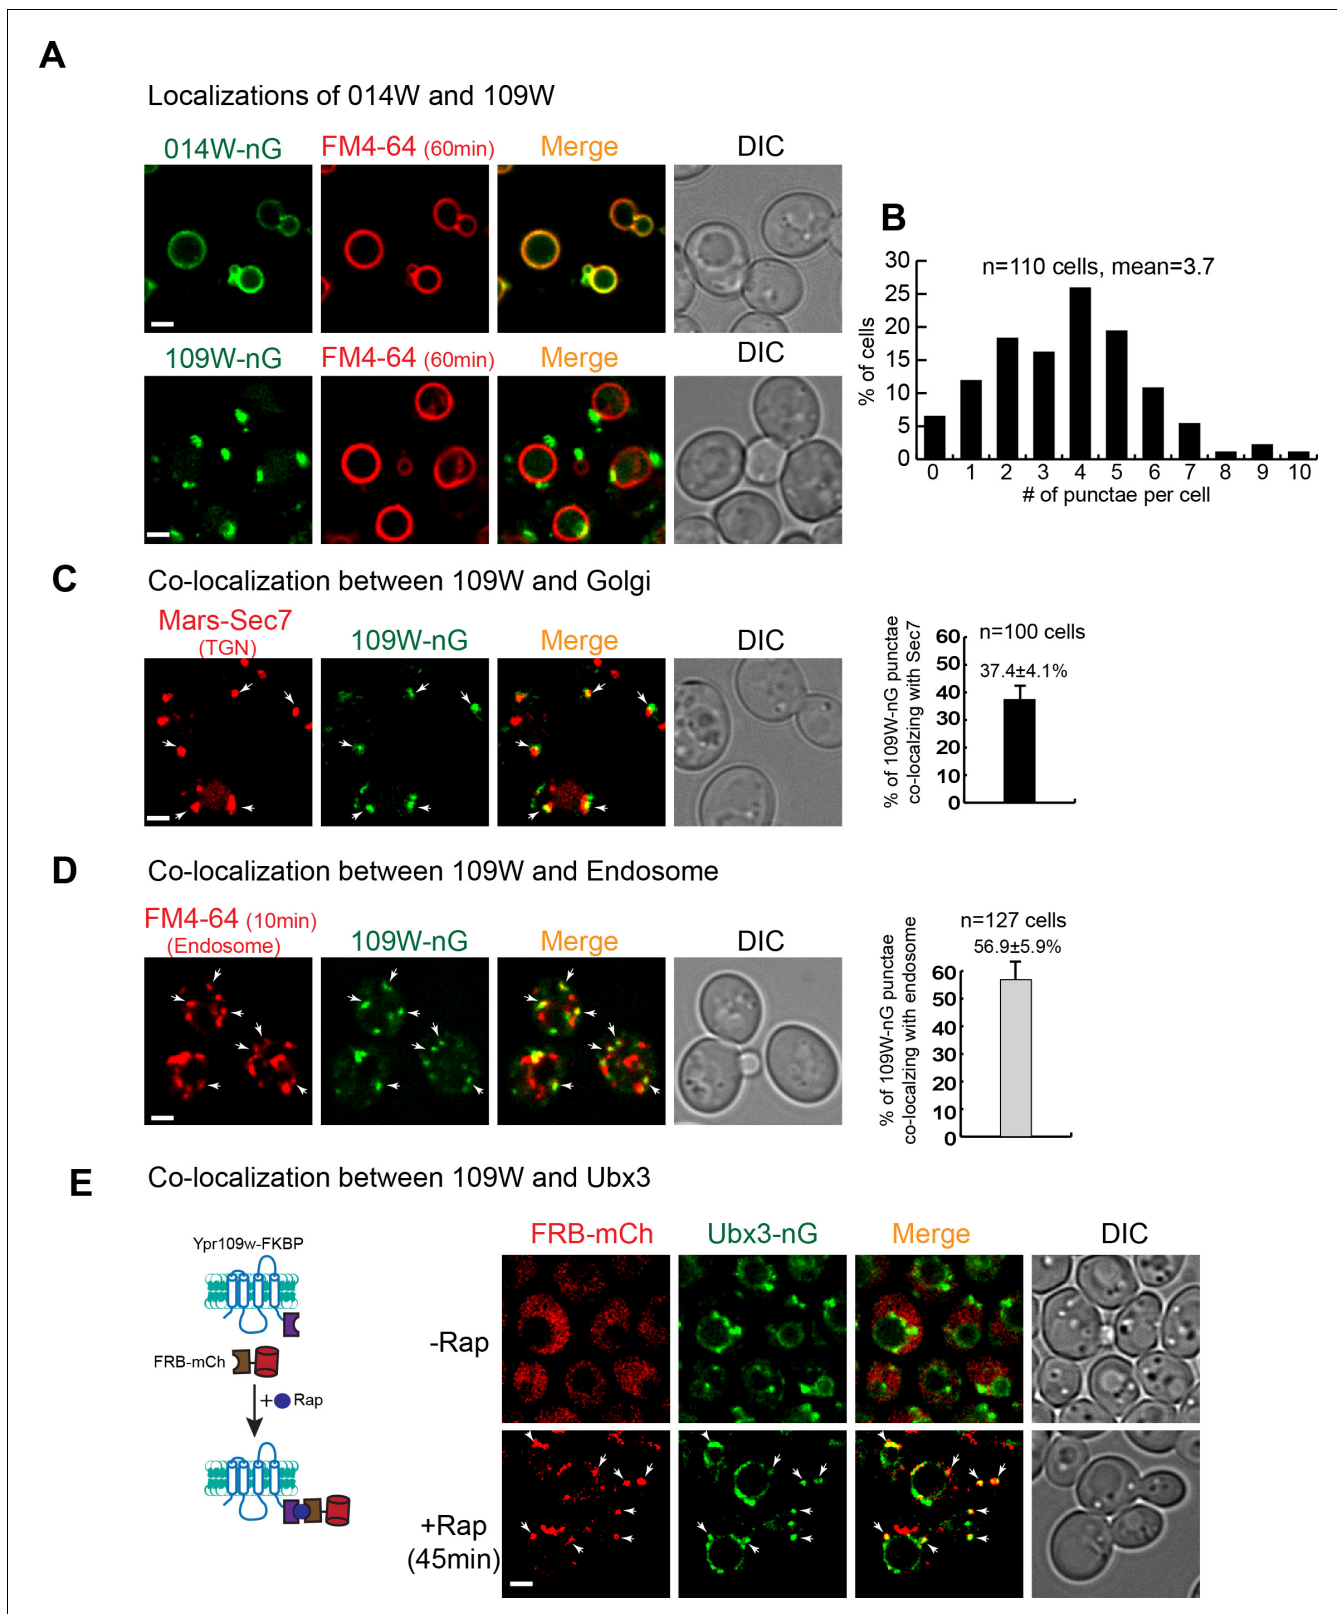 A
Localizations of 014W and 109W
014W-nG
FM4-64 (60min)
Merge
DIC
109W-nG
FM4-64 (60min)
Merge
DIC
B
n=110 cells, mean=3.7
% of cells
30
25
20
15
10
5
0
0 1 2 3 4 5 6 7 8 9 10
# of punctae per cell
C
Co-localization between 109W and Golgi
Mars-Sec7
(TGN)
109W-nG
Merge
DIC
% of 109W-nG punctae
co-localzing with Sec7
n=100 cells
37.4±4.1%
60
50
40
30
20
10
0
D
Co-localization between 109W and Endosome
FM4-64 (10min)
(Endosome)
109W-nG
Merge
DIC
% of 109W-nG punctae
co-localzing with endosome
n=127 cells
56.9±5.9%
60
50
40
30
20
10
0
E
Co-localization between 109W and Ubx3
Ypr109w-FKBP
FRB-mCh
+ Rap
FRB-mCh
Ubx3-nG
Merge
DIC
-Rap
+Rap
(45min)